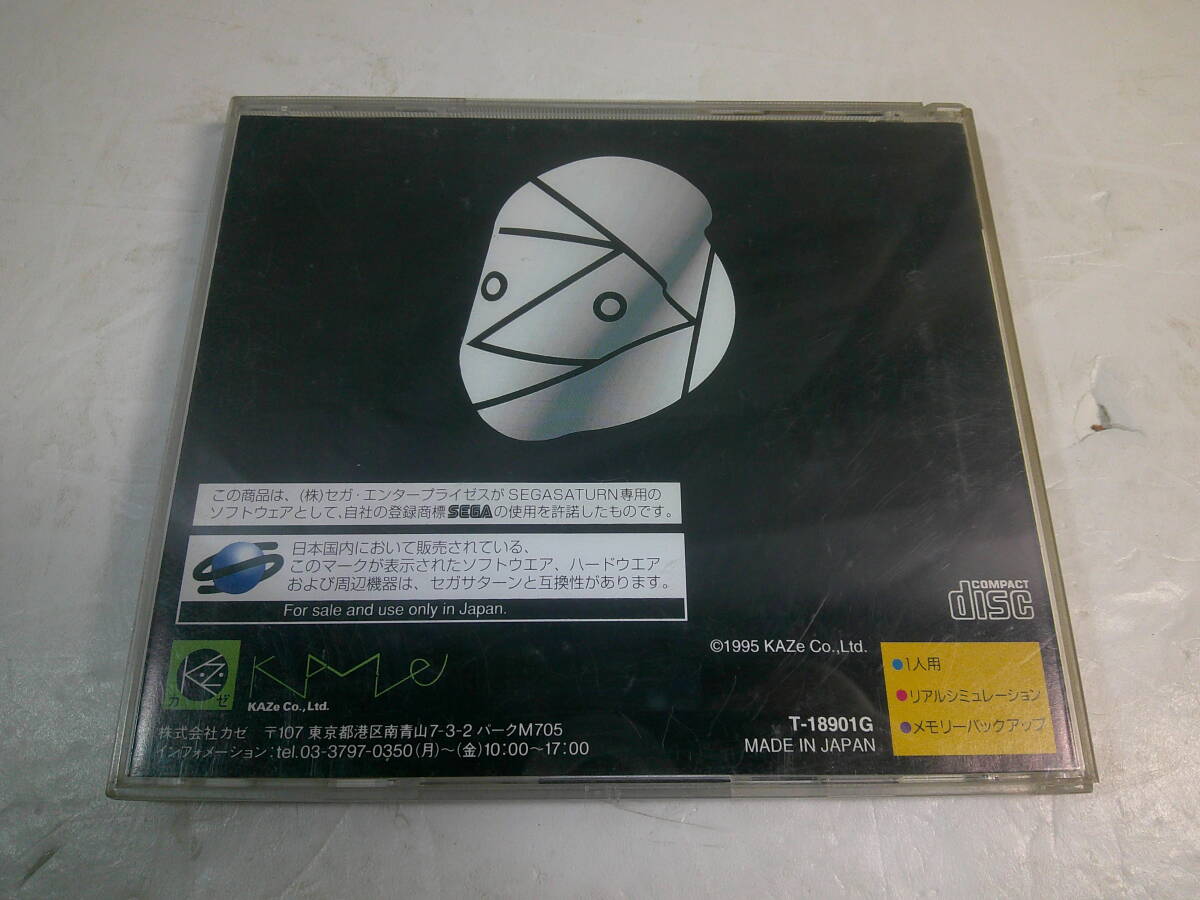 この商品は、(株)セガ・エンタープライゼスがSEGASATURN専用の
ソフトウェアとして、自社の登録商標SEGAの使用を許諾したものです。
日本国内において販売されている、
このマークが表示されたソフトウエア、ハードウエア
および周辺機器は、セガサターンと互換性があります。
For sale and use only in Japan.
COMPACT
disc
©1995 KAZe Co.,Ltd.
1人用
リアルシミュレーション
メモリーバックアップ
KZ
カゼ
KAZe
KAZe Co.,Ltd.
株式会社カゼ 〒107 東京都港区南青山7-3-2 パークM705
インフォメーション:tel.03-3797-0350(月)〜(金)10:00〜17:00
T-18901G
MADE IN JAPAN